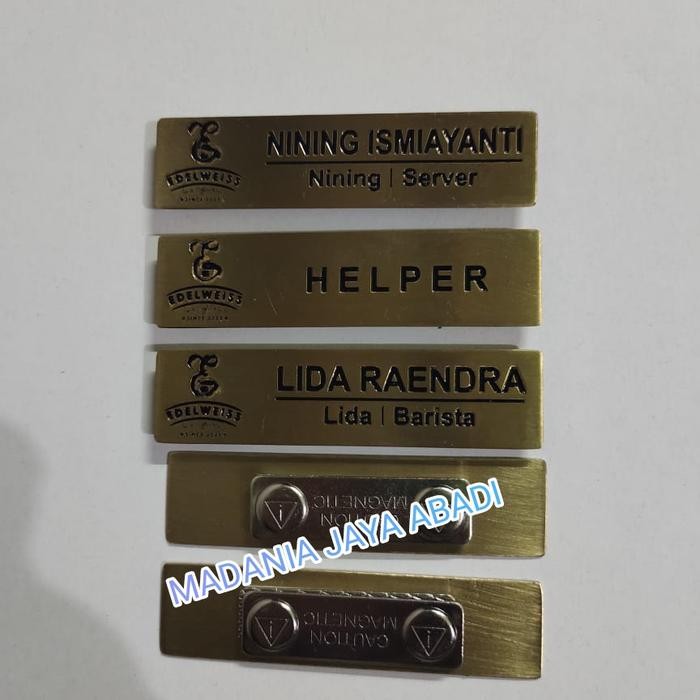 EDELWEISS
NINING ISMIAYANTI
Nining | Server
EDELWEISS
HELPER
EDELWEISS
LIDA RAENDRA
Lida | Barista
CAUTION
MAGNETIC
MADANIA JAYA ABADI
CAUTION
MAGNETIC